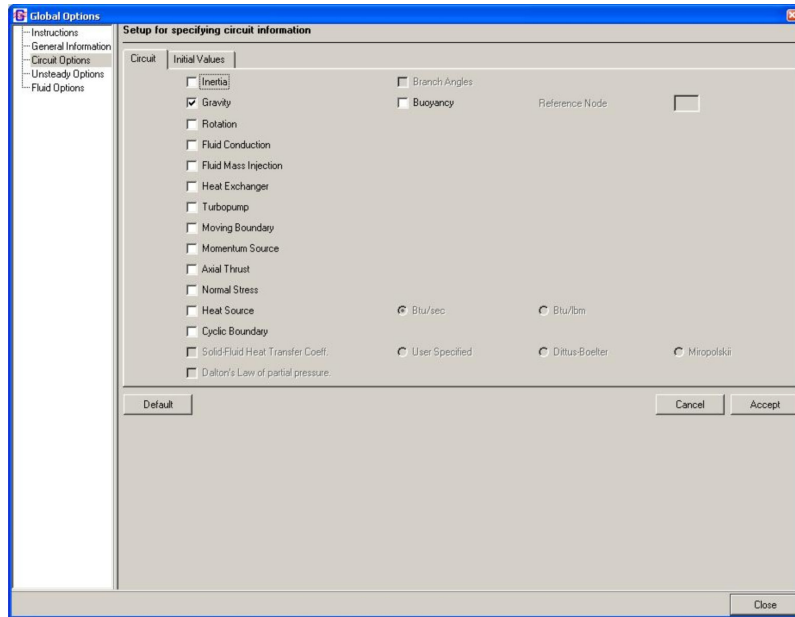 Global Options
Instructions
General Information
Circuit Options
Unsteady Options
Fluid Options
Setup for specifying circuit information
Circuit Initial Values
Inertia Branch Angles
Gravity Buoyancy Reference Node
Rotation
Fluid Conduction
Fluid Mass Injection
Heat Exchanger
Turbopump
Moving Boundary
Momentum Source
Axial Thrust
Normal Stress
Heat Source Btu/sec Btu/lbm
Cyclic Boundary
Solid-Fluid Heat Transfer Coeff. User Specified Dittus-Boelter Miropolskii
Dalton's Law of partial pressure.
Default Cancel Accept
Close